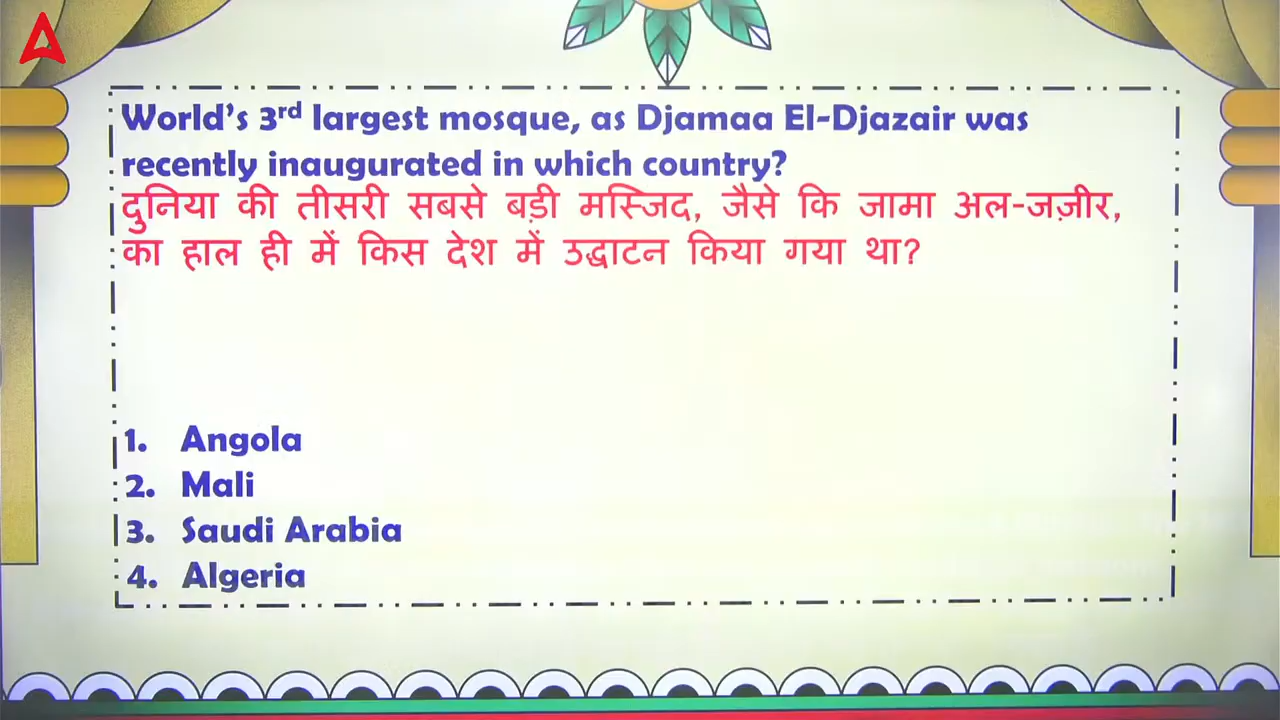 World's 3rd largest mosque, as Djamaa El-Djazair was
recently inaugurated in which country?
दुनिया की तीसरी सबसे बड़ी मस्जिद, जैसे कि जामा अल-जज़ीर,
का हाल ही में किस देश में उद्घाटन किया गया था?
1. Angola
2. Mali
3. Saudi Arabia
4. Algeria